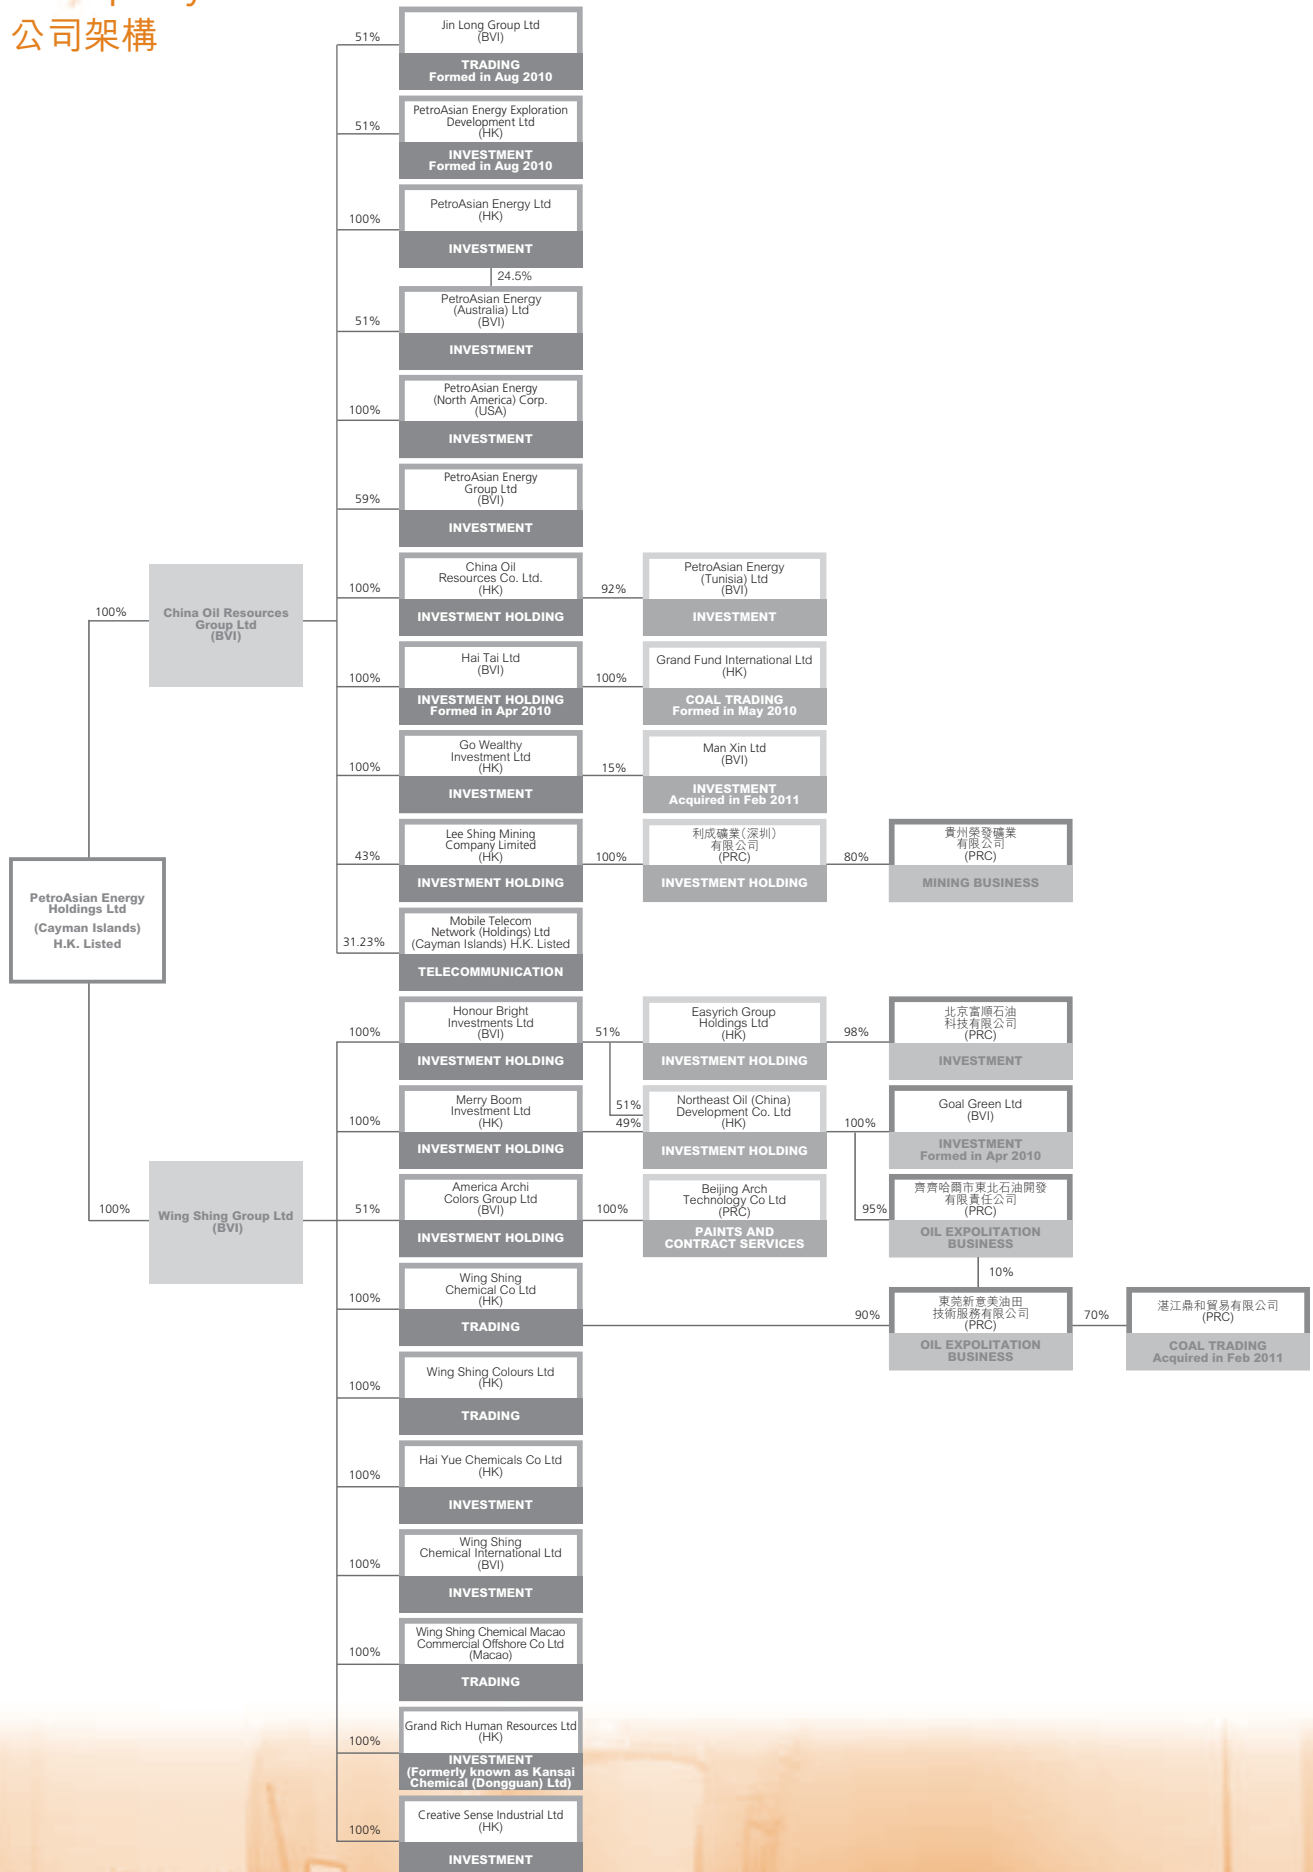 公司架構
51%
Jin Long Group Ltd
(BVI)
TRADING
Formed in Aug 2010
51%
PetroAsian Energy Exploration
Development Ltd
(HK)
INVESTMENT
Formed in Aug 2010
100%
PetroAsian Energy Ltd
(HK)
INVESTMENT
24.5%
51%
PetroAsian Energy
(Australia) Ltd
(BVI)
INVESTMENT
100%
PetroAsian Energy
(North America) Corp.
(USA)
INVESTMENT
59%
PetroAsian Energy
Group Ltd
(BVI)
INVESTMENT
100%
China Oil Resources
Group Ltd
(BVI)
100%
China Oil
Resources Co. Ltd.
(HK)
INVESTMENT HOLDING
92%
PetroAsian Energy
(Tunisia) Ltd
(BVI)
INVESTMENT
100%
Hai Tai Ltd
(BVI)
INVESTMENT HOLDING
Formed in Apr 2010
100%
Grand Fund International Ltd
(HK)
COAL TRADING
Formed in May 2010
100%
Go Wealthy
Investment Ltd
(HK)
INVESTMENT
15%
Man Xin Ltd
(BVI)
INVESTMENT
Acquired in Feb 2011
43%
Lee Shing Mining
Company Limited
(HK)
INVESTMENT HOLDING
100%
利成礦業（深圳）
有限公司
(PRC)
INVESTMENT HOLDING
80%
貴州榮發礦業
有限公司
(PRC)
MINING BUSINESS
PetroAsian Energy
Holdings Ltd
(Cayman Islands)
H.K. Listed
31.23%
Mobile Telecom
Network (Holdings) Ltd
(Cayman Islands) H.K. Listed
TELECOMMUNICATION
100%
Honour Bright
Investments Ltd
(BVI)
INVESTMENT HOLDING
51%
Easyrich Group
Holdings Ltd
(HK)
INVESTMENT HOLDING
98%
北京富順石油
科技有限公司
(PRC)
INVESTMENT
100%
Merry Boom
Investment Ltd
(HK)
INVESTMENT HOLDING
51%
49%
Northeast Oil (China)
Development Co. Ltd
(HK)
INVESTMENT HOLDING
100%
Goal Green Ltd
(BVI)
INVESTMENT
Formed in Apr 2010
100%
Wing Shing Group Ltd
(BVI)
51%
America Archi
Colors Group Ltd
(BVI)
INVESTMENT HOLDING
100%
Beijing Arch
Technology Co Ltd
(PRC)
PAINTS AND
CONTRACT SERVICES
95%
齊齊哈爾市東北石油開發
有限責任公司
(PRC)
OIL EXPOLITATION
BUSINESS
10%
100%
Wing Shing
Chemical Co Ltd
(HK)
TRADING
90%
東莞新意美油田
技術服務有限公司
(PRC)
OIL EXPOLITATION
BUSINESS
70%
湛江鼎和貿易有限公司
(PRC)
COAL TRADING
Acquired in Feb 2011
100%
Wing Shing Colours Ltd
(HK)
TRADING
100%
Hai Yue Chemicals Co Ltd
(HK)
INVESTMENT
100%
Wing Shing
Chemical International Ltd
(BVI)
INVESTMENT
100%
Wing Shing Chemical Macao
Commercial Offshore Co Ltd
(Macao)
TRADING
100%
Grand Rich Human Resources Ltd
(HK)
INVESTMENT
(Formerly known as Kansai
Chemical (Dongguan) Ltd)
100%
Creative Sense Industrial Ltd
(HK)
INVESTMENT